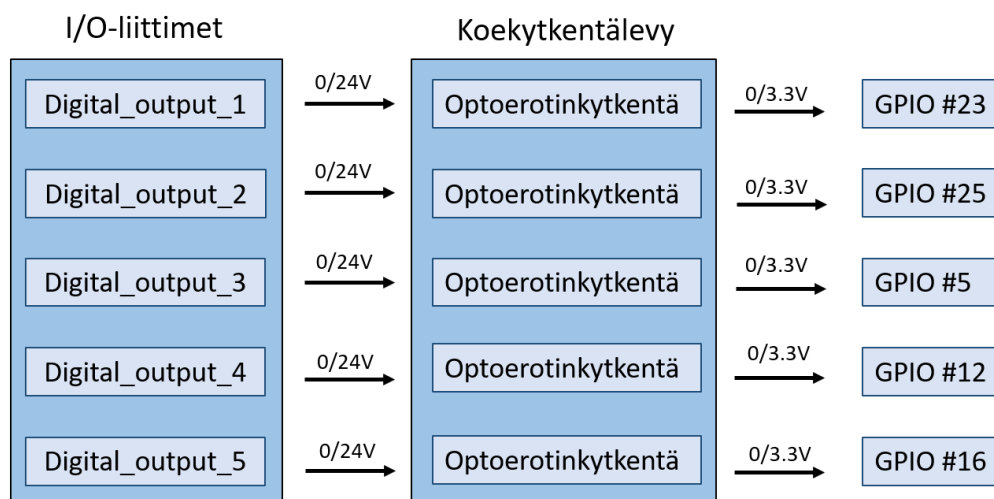 I/O-liittimet
Koekytkentälevy
Digital_output_1
0/24V
Optoerotinkytkentä
0/3.3V
GPIO #23
Digital_output_2
0/24V
Optoerotinkytkentä
0/3.3V
GPIO #25
Digital_output_3
0/24V
Optoerotinkytkentä
0/3.3V
GPIO #5
Digital_output_4
0/24V
Optoerotinkytkentä
0/3.3V
GPIO #12
Digital_output_5
0/24V
Optoerotinkytkentä
0/3.3V
GPIO #16